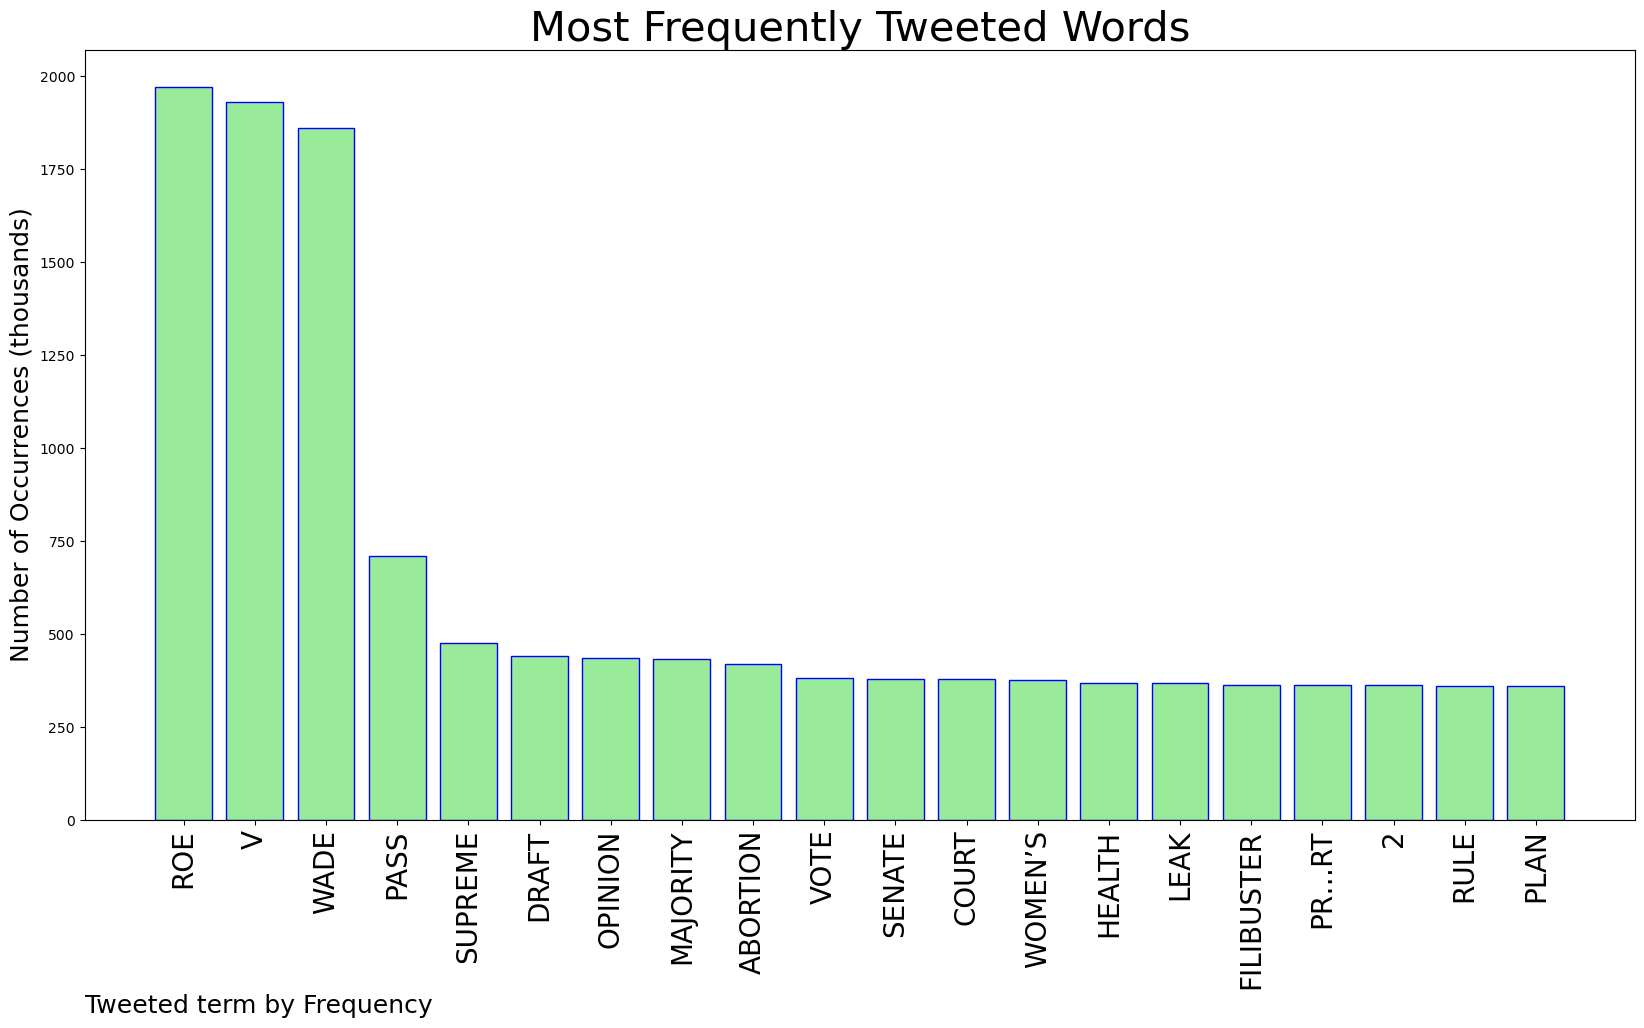 Most Frequently Tweeted Words
Number of Occurrences (thousands)
2000
1750
1500
1250
1000
750
500
250
0
ROE
V
WADE
PASS
SUPREME
DRAFT
OPINION
MAJORITY
ABORTION
VOTE
SENATE
COURT
WOMEN’S
HEALTH
LEAK
FILIBUSTER
PR…RT
2
RULE
PLAN
Tweeted term by Frequency